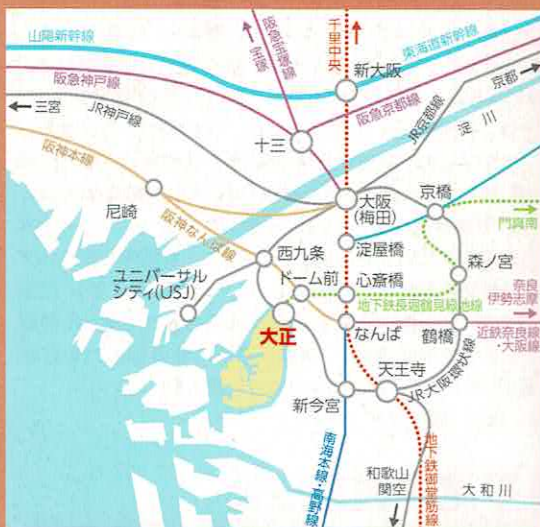 山陽新幹線
阪急宝塚線
宝塚
千里中央
東海道新幹線
新大阪
京都
阪急神戸線
三宮
JR神戸線
十三
阪急京都線
JR京都線
淀川
阪神本線
尼崎
大阪
(梅田)
京橋
門真南
阪神なんば線
淀屋橋
西九条
森ノ宮
ユニバーサル
シティ(USJ)
ドーム前
心斎橋
地下鉄長堀鶴見緑地線
奈良
伊勢志摩
大正
なんば
鶴橋
近鉄奈良線
・大阪線
天王寺
JR大阪環状線
新今宮
南海本線・高野線
地下鉄御堂筋線
和歌山
関空
大和川